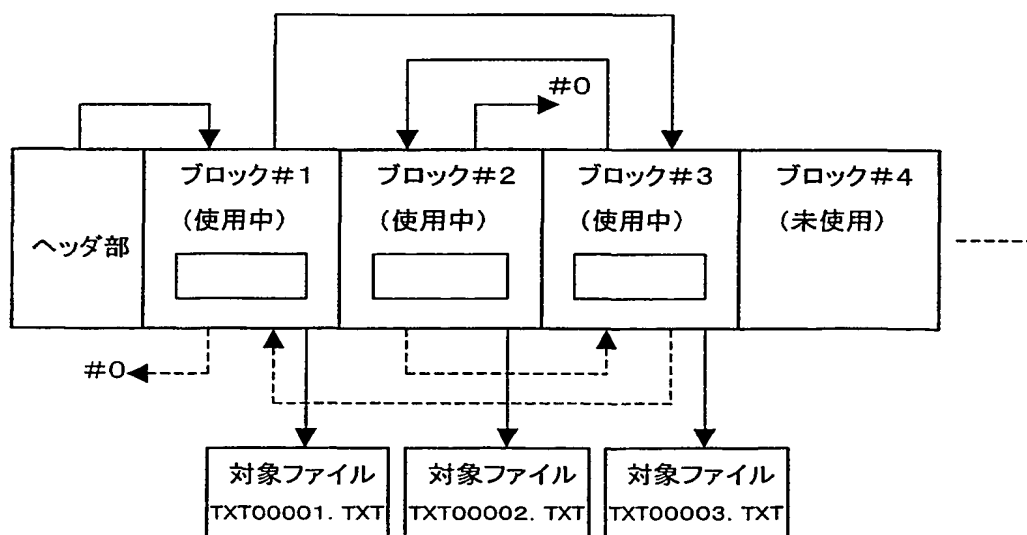 #0
ヘッダ部
ブロック#1
(使用中)
ブロック#2
(使用中)
ブロック#3
(使用中)
ブロック#4
(未使用)
#0
対象ファイル
TXT00001. TXT
対象ファイル
TXT00002. TXT
対象ファイル
TXT00003. TXT